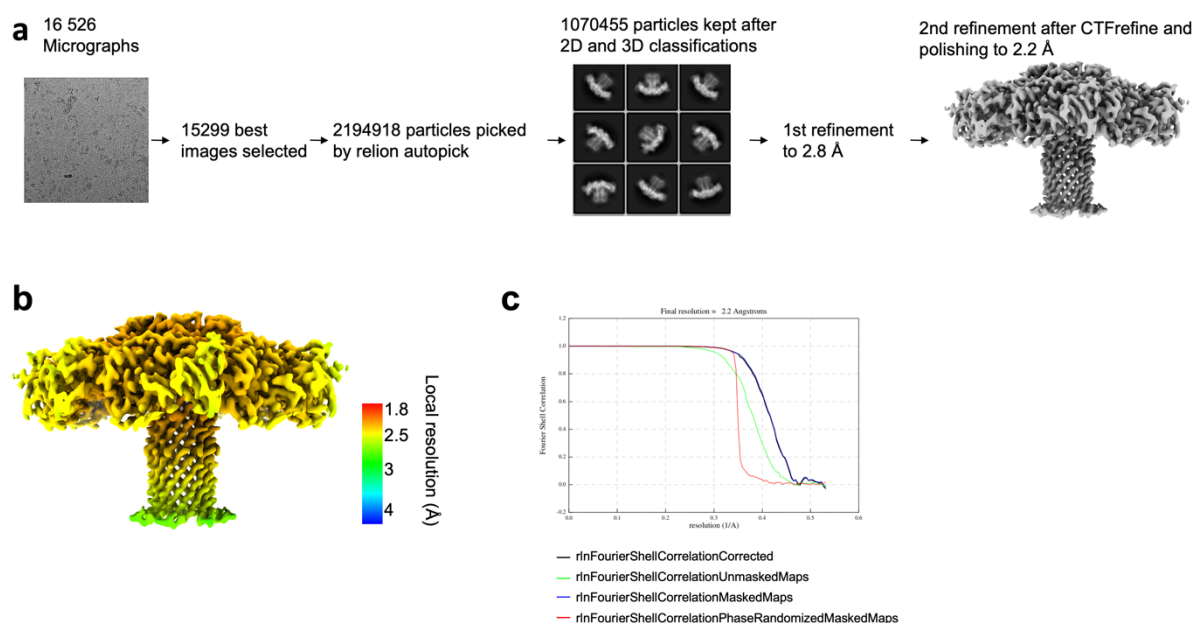 a
16 526
Micrographs
15299 best
images selected
2194918 particles picked
by relion autopick
1070455 particles kept after
2D and 3D classifications
1st refinement
to 2.8 Å
2nd refinement after CTFrefine and
polishing to 2.2 Å
b
1.8
2.5
3
4
Local resolution (Å)
c
Final resolution = 2.2 Angstroms
1.2
1.0
0.8
0.6
0.4
0.2
0.0
-0.2
Fourier Shell Correlation
0.0 0.1 0.2 0.3 0.4 0.5 0.6
resolution (1/A)
rlnFourierShellCorrelationCorrected
rlnFourierShellCorrelationUnmaskedMaps
rlnFourierShellCorrelationMaskedMaps
rlnFourierShellCorrelationPhaseRandomizedMaskedMaps